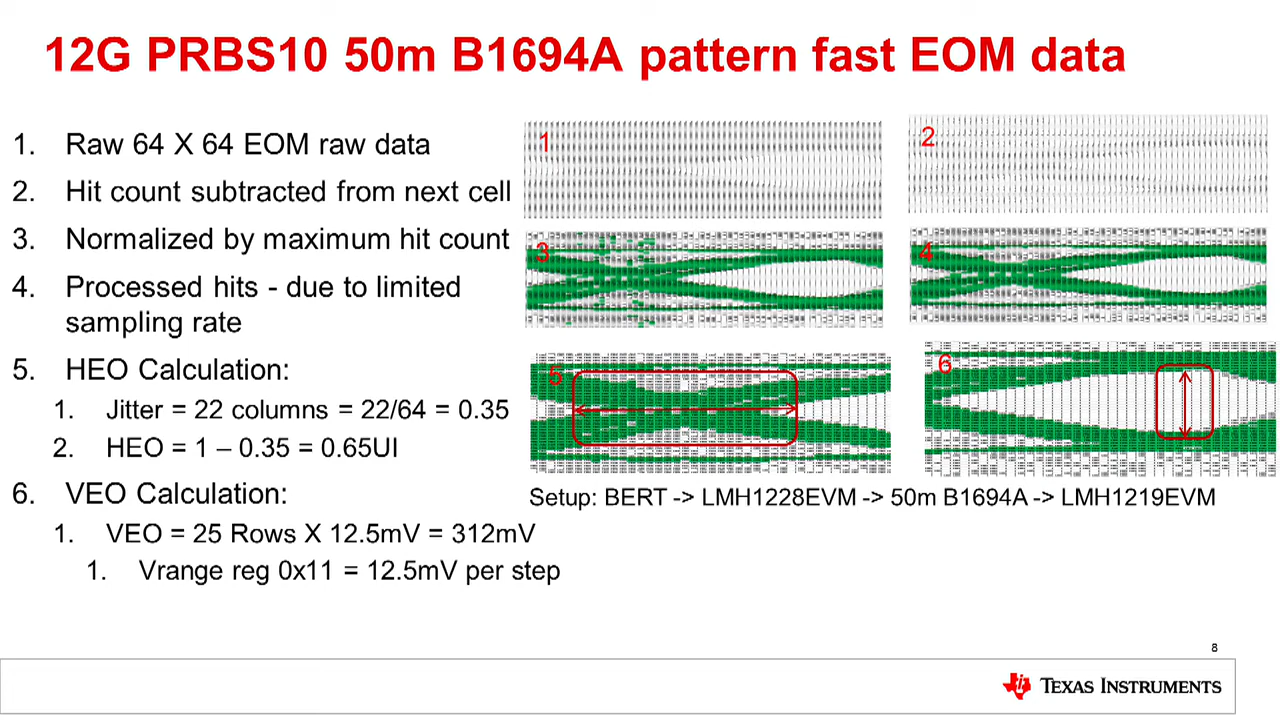 12G PRBS10 50m B1694A pattern fast EOM data
1. Raw 64 X 64 EOM raw data
2. Hit count subtracted from next cell
3. Normalized by maximum hit count
4. Processed hits - due to limited
sampling rate
5. HEO Calculation:
1. Jitter = 22 columns = 22/64 = 0.35
2. HEO = 1 – 0.35 = 0.65UI
6. VEO Calculation:
1. VEO = 25 Rows X 12.5mV = 312mV
1. Vrange reg 0x11 = 12.5mV per step
1
2
3
4
5
6
Setup: BERT -> LMH1228EVM -> 50m B1694A -> LMH1219EVM
8
TEXAS INSTRUMENTS